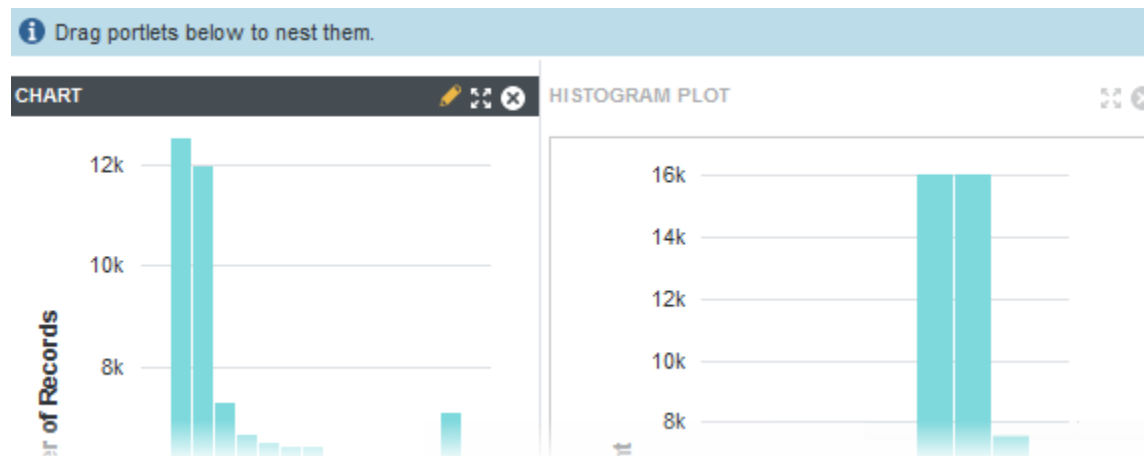 Drag portlets below to nest them.
CHART
HISTOGRAM PLOT
12k
10k
8k
of Records
16k
14k
12k
10k
8k